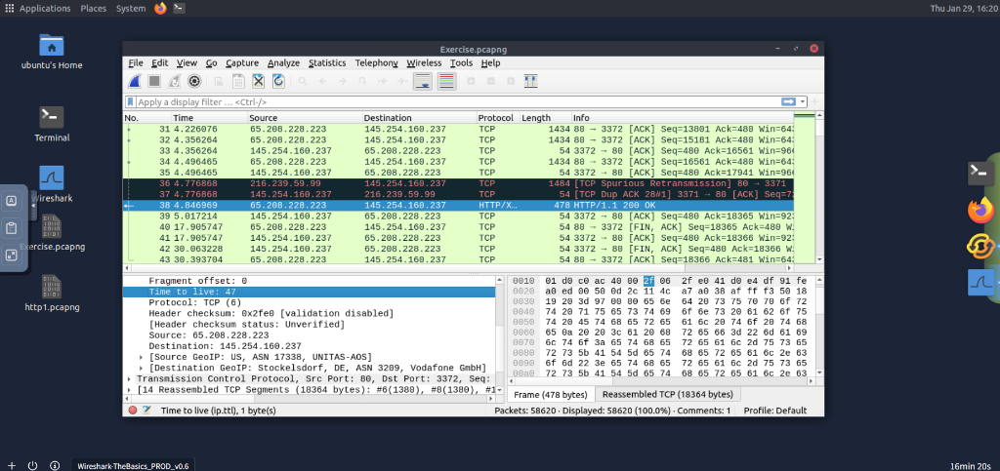 Applications Places System
Thu Jan 29, 16:20
ubuntu's Home
Terminal
Wireshark
Exercise.pcapng
http1.pcapng
Exercise.pcapng
File Edit View Go Capture Analyze Statistics Telephony Wireless Tools Help
Apply a display filter ... <Ctrl-/>
No. Time Source Destination Protocol Length Info
31 4.226076 65.208.228.223 145.254.160.237 TCP 1434 80 → 3372 [ACK] Seq=13801 Ack=480 Win=643
32 4.356264 65.208.228.223 145.254.160.237 TCP 1434 80 → 3372 [ACK] Seq=15181 Ack=480 Win=643
33 4.356264 145.254.160.237 65.208.228.223 TCP 54 3372 → 80 [ACK] Seq=480 Ack=16561 Win=966
34 4.496465 65.208.228.223 145.254.160.237 TCP 1434 80 → 3372 [ACK] Seq=16561 Ack=480 Win=643
35 4.496465 145.254.160.237 65.208.228.223 TCP 54 3372 → 80 [ACK] Seq=480 Ack=17941 Win=966
36 4.776868 216.239.59.99 145.254.160.237 TCP 1484 [TCP Spurious Retransmission] 80 → 3371
37 4.776868 145.254.160.237 216.239.59.99 TCP 54 [TCP Dup ACK 28#1] 3371 → 80 [ACK] Seq=72
38 4.846969 65.208.228.223 145.254.160.237 HTTP/X… 478 HTTP/1.1 200 OK
39 5.017214 145.254.160.237 65.208.228.223 TCP 54 3372 → 80 [ACK] Seq=480 Ack=18365 Win=923
40 17.905747 65.208.228.223 145.254.160.237 TCP 54 80 → 3372 [FIN, ACK] Seq=18365 Ack=480 W
41 17.905747 145.254.160.237 65.208.228.223 TCP 54 3372 → 80 [ACK] Seq=480 Ack=18366 Win=923
42 30.063228 145.254.160.237 65.208.228.223 TCP 54 3372 → 80 [FIN, ACK] Seq=480 Ack=18366 W
43 30.393704 65.208.228.223 145.254.160.237 TCP 54 80 → 3372 [ACK] Seq=18366 Ack=481 Win=643
Fragment offset: 0
Time to live: 47
Protocol: TCP (6)
Header checksum: 0x2fe0 [validation disabled]
[Header checksum status: Unverified]
Source: 65.208.228.223
Destination: 145.254.160.237
[Source GeoIP: US, ASN 17338, UNITAS-AOS]
[Destination GeoIP: Stockelsdorf, DE, ASN 3209, Vodafone GmbH]
Transmission Control Protocol, Src Port: 80, Dst Port: 3372, Seq:
[14 Reassembled TCP Segments (18364 bytes): #6(1380), #8(1380), #1
0010 01 d0 c0 ac 40 00 2f 06 2f e0 41 d0 e4 df 91 fe
0020 a0 ed 00 50 0d 2c 11 4c a7 a0 38 af ff f3 50 18
0030 19 20 3d 97 00 00 65 6e 64 20 73 75 70 70 6f 72
0040 74 20 71 75 65 73 74 69 6f 6e 73 20 61 62 6f 75
0050 74 20 45 74 68 65 72 65 61 6c 20 74 6f 20 74 68
0060 65 0a 20 20 3c 61 20 68 72 65 66 3d 22 6d 61 69
0070 6c 74 6f 3a 65 74 68 65 72 65 61 6c 2d 75 73 65
0080 72 73 5b 41 54 5d 65 74 68 65 72 65 61 6c 2e 63
0090 6f 6d 22 3e 65 74 68 65 72 65 61 6c 2d 75 73 65
00a0 72 73 5b 41 54 5d 65 74 68 65 72 65 61 6c 2e 63
Frame (478 bytes) Reassembled TCP (18364 bytes)
Time to live (ip.ttl), 1 byte(s)
Packets: 58620 · Displayed: 58620 (100.0%) · Comments: 1 Profile: Default
Wireshark-TheBasics_PROD_v0.6
16min 20s